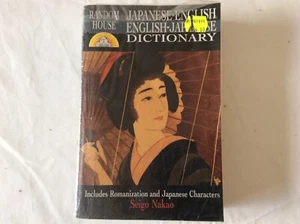 RANDOM
HOUSE
JAPANESE-ENGLISH
ENGLISH-JAPANESE
DICTIONARY
Includes Romanization and Japanese Characters
Seigo Nakao